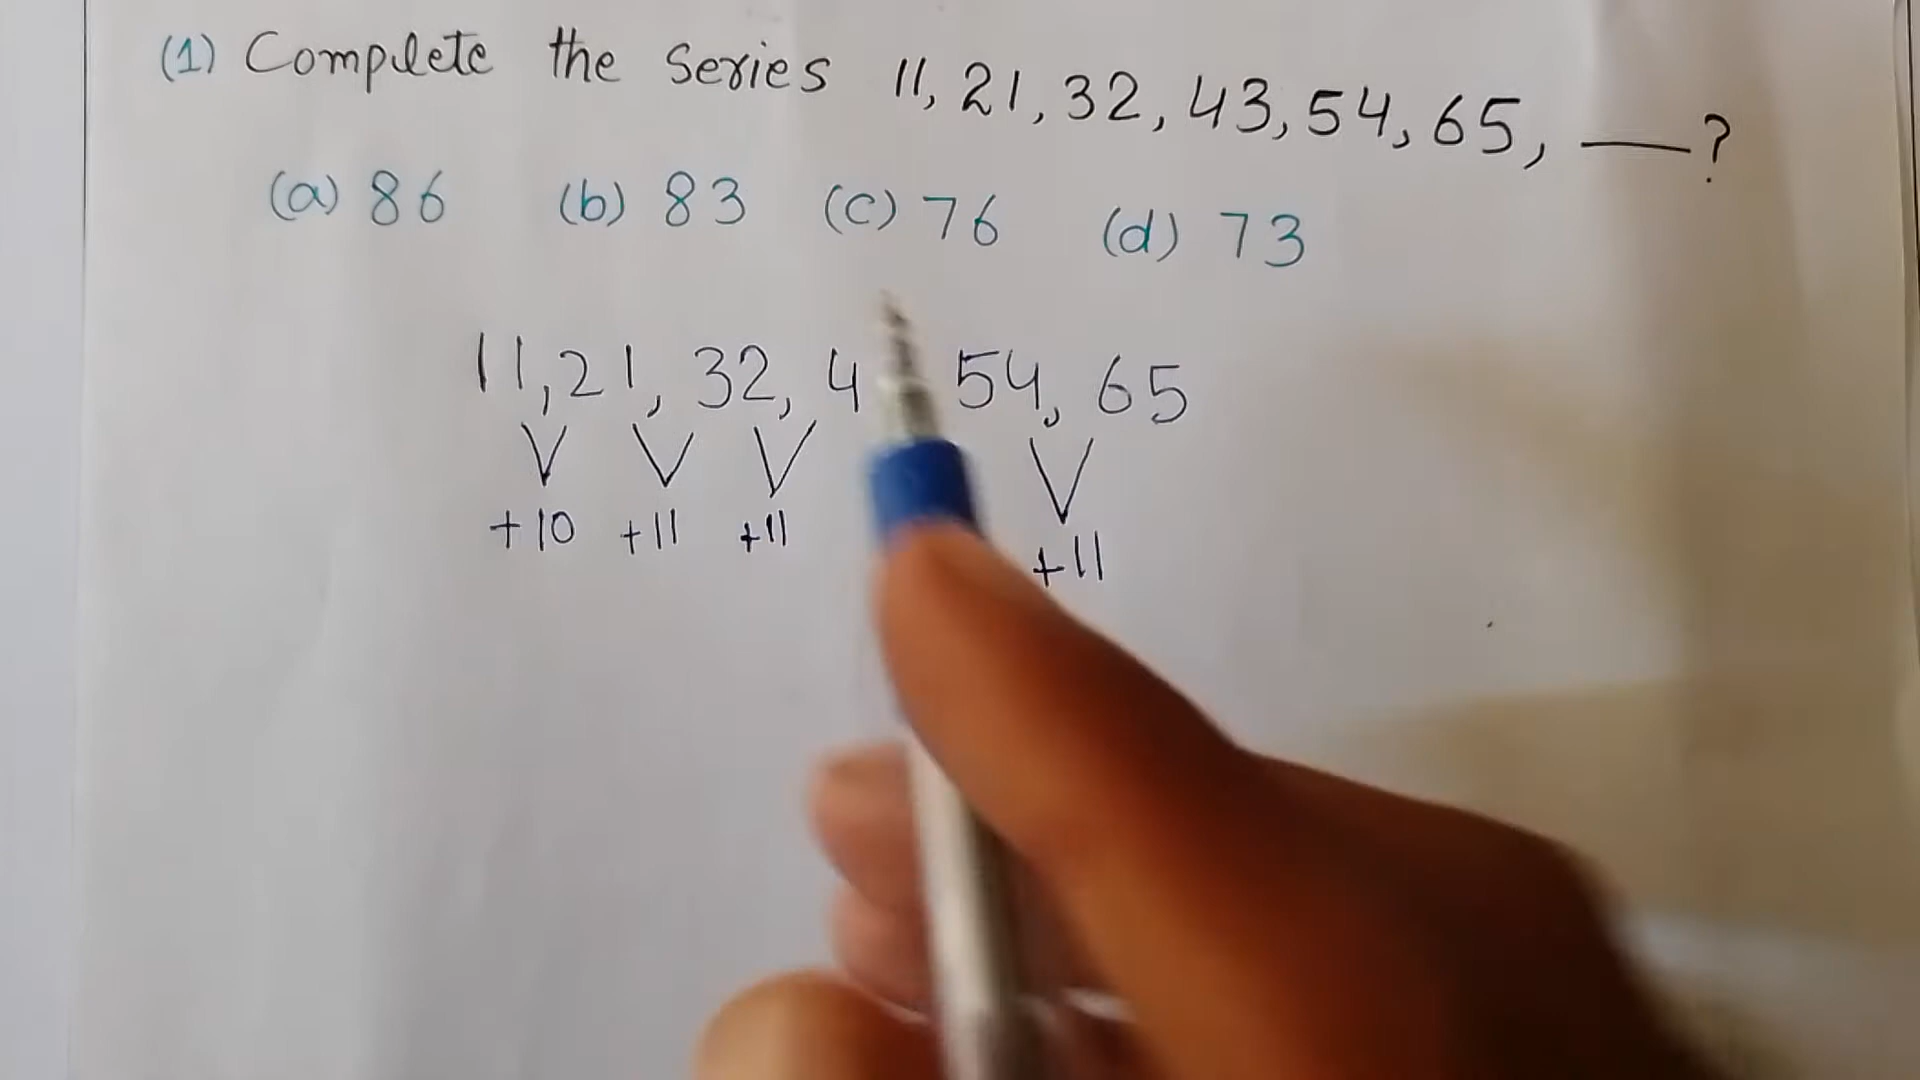 (1) Complete the series 11, 21, 32, 43, 54, 65, __?
(a) 86 (b) 83 (c) 76 (d) 73
11, 21, 32, 4 54, 65
+10 +11 +11 +11